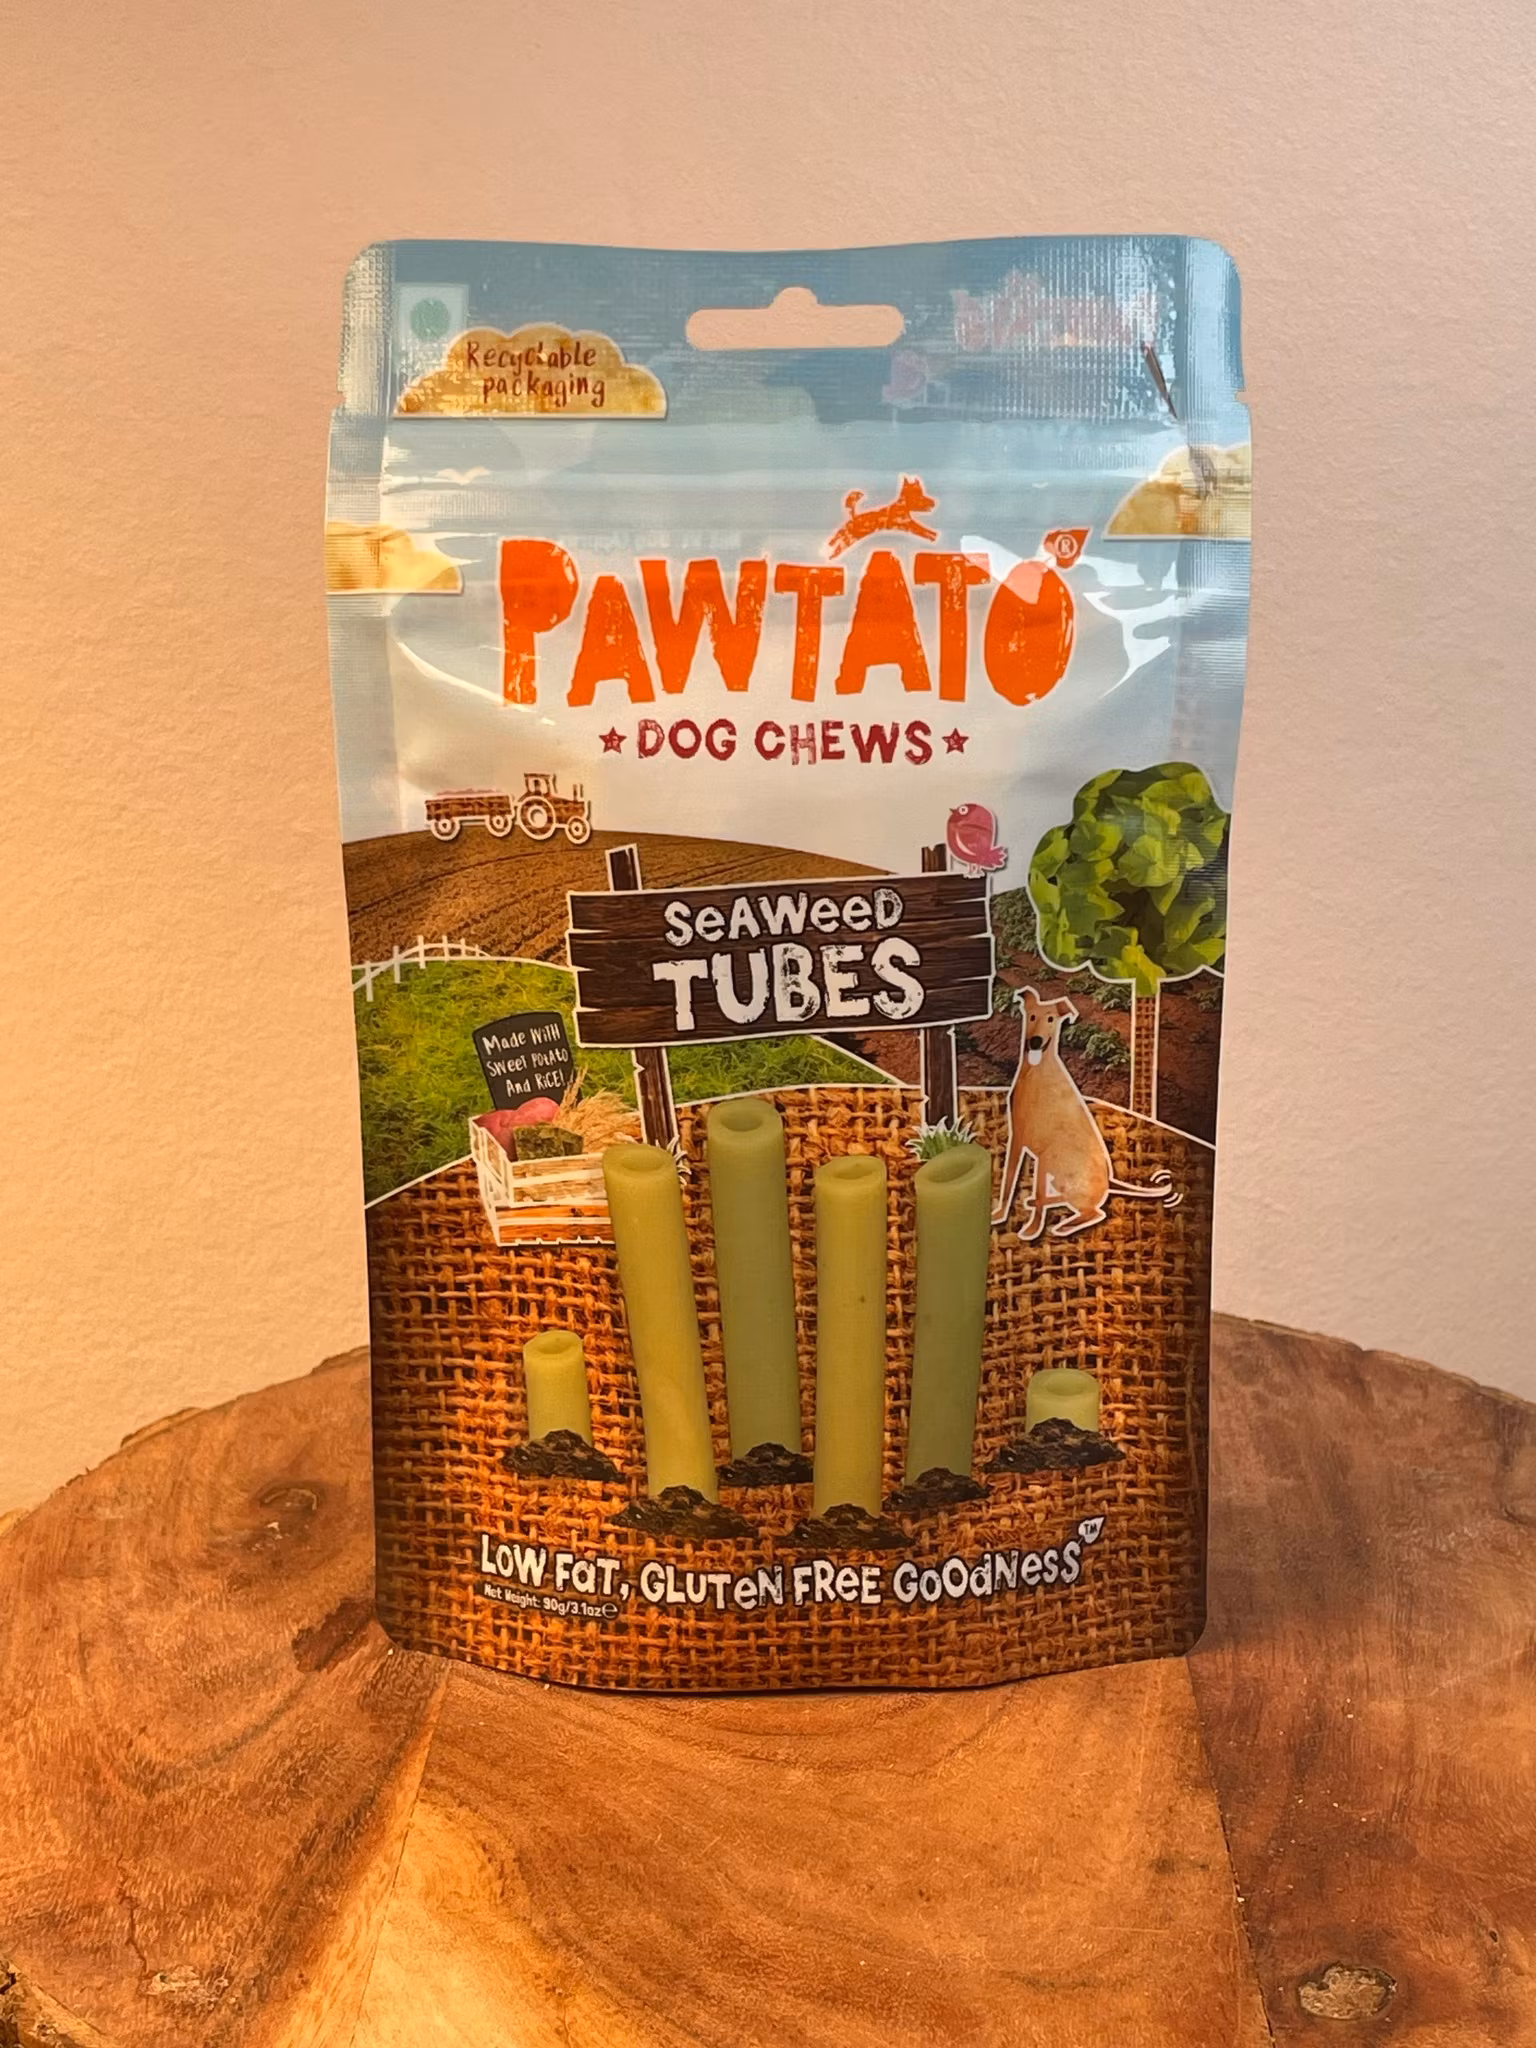 Recyclable
packaging
PAWTATO®
DOG CHEWS
SeAWeeD
TUBES
Made WiTH
SWeeT POtAtO
And RiCE!
LOW FaT, GLUTeN FRee GoOdNeSS™
Net Weight: 90g/3.1oz℮